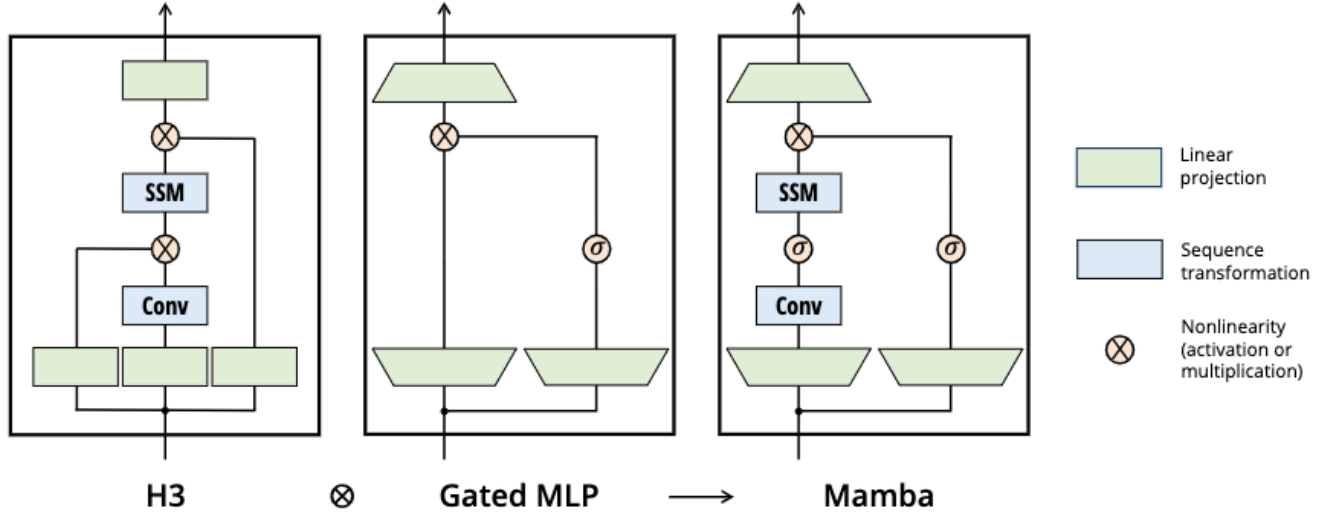 SSM
Conv
σ
SSM
σ
σ
Conv
Linear
projection
Sequence
transformation
Nonlinearity
(activation or
multiplication)
H3 ⊗ Gated MLP ⟶ Mamba